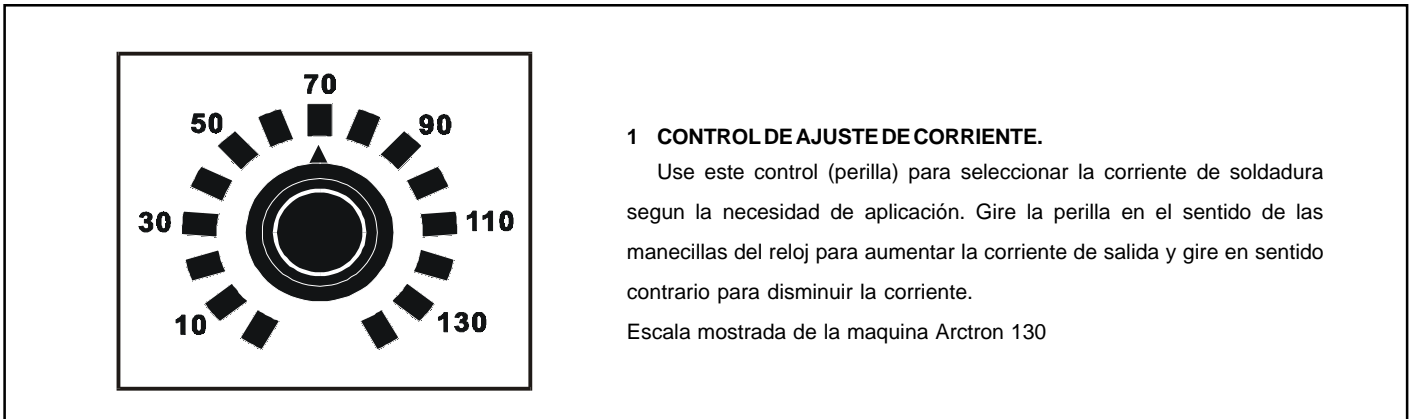 70
50
90
30
110
10
130
1 CONTROL DE AJUSTE DE CORRIENTE.
Use este control (perilla) para seleccionar la corriente de soldadura
segun la necesidad de aplicación. Gire la perilla en el sentido de las
manecillas del reloj para aumentar la corriente de salida y gire en sentido
contrario para disminuir la corriente.
Escala mostrada de la maquina Arctron 130